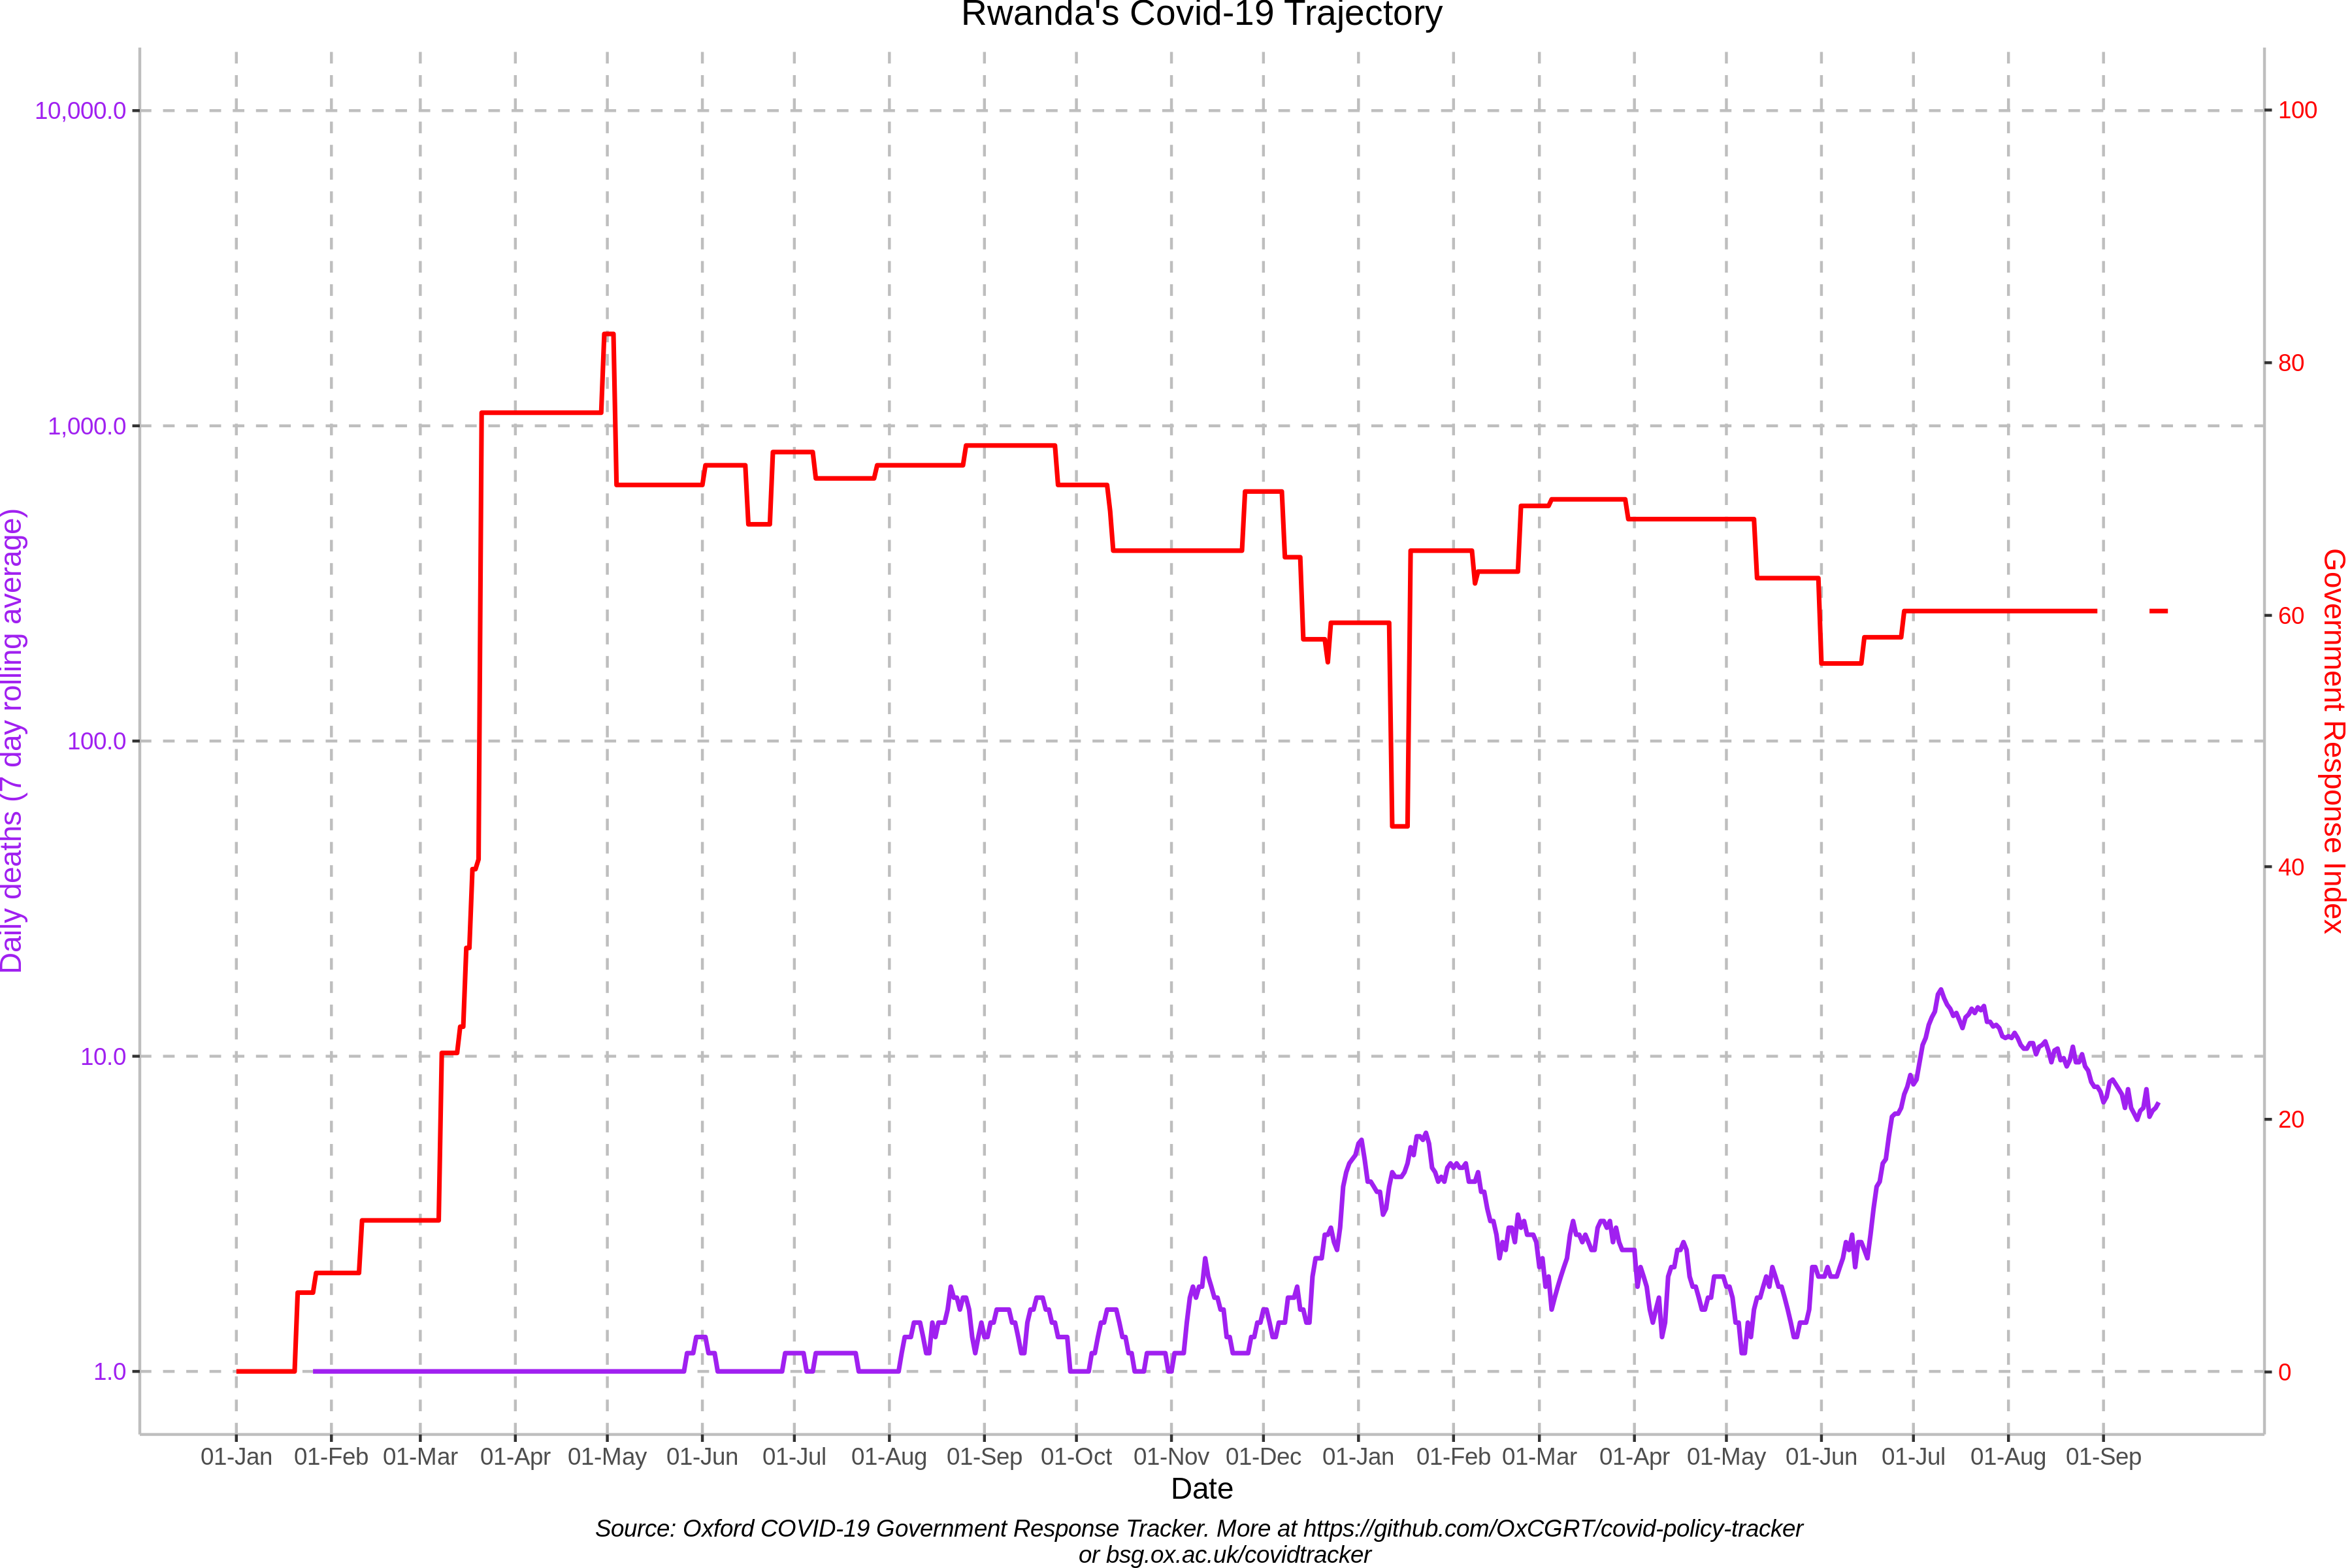 Rwanda's Covid-19 Trajectory
10,000.0
1,000.0
100.0
10.0
1.0
Daily deaths (7 day rolling average)
100
80
60
40
20
0
Government Response Index
01-Jan 01-Feb 01-Mar 01-Apr 01-May 01-Jun 01-Jul 01-Aug 01-Sep 01-Oct 01-Nov 01-Dec 01-Jan 01-Feb 01-Mar 01-Apr 01-May 01-Jun 01-Jul 01-Aug 01-Sep
Date
Source: Oxford COVID-19 Government Response Tracker. More at https://github.com/OxCGRT/covid-policy-tracker
or bsg.ox.ac.uk/covidtracker